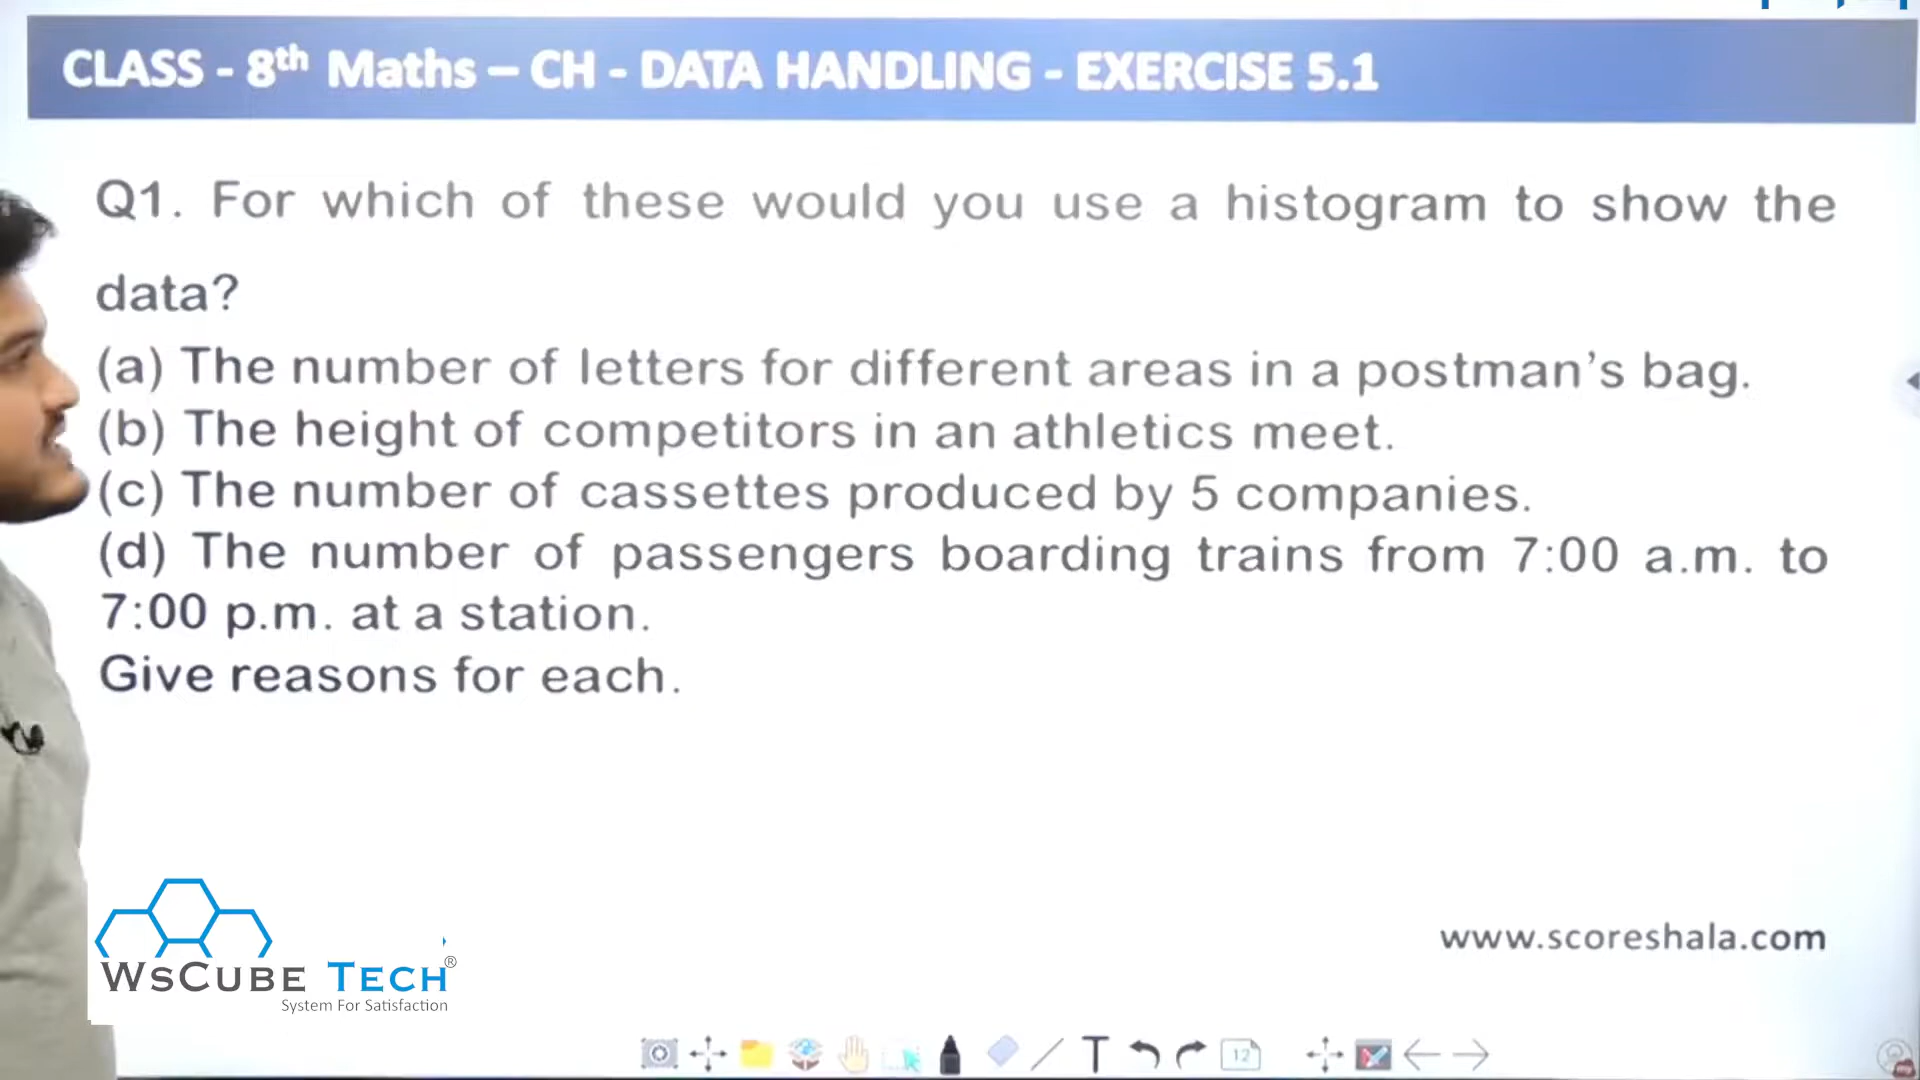 CLASS - 8th Maths – CH - DATA HANDLING - EXERCISE 5.1
Q1. For which of these would you use a histogram to show the
data?
(a) The number of letters for different areas in a postman’s bag.
(b) The height of competitors in an athletics meet.
(c) The number of cassettes produced by 5 companies.
(d) The number of passengers boarding trains from 7:00 a.m. to
7:00 p.m. at a station.
Give reasons for each.
www.scoreshala.com
WSCUBE TECH®
System For Satisfaction
T
12